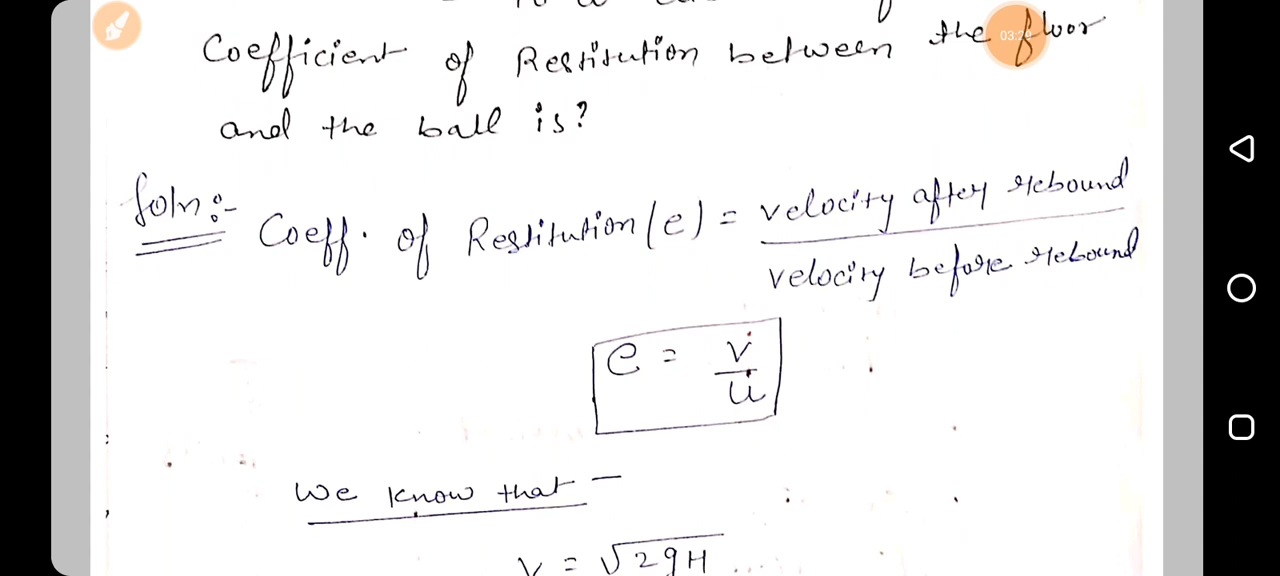 Coefficient of Restitution between the floor
and the ball is?
Soln:-
Coeff. of Restitution (e) = velocity after rebound
velocity before rebound
e = v
u
We know that —
v = √2gH